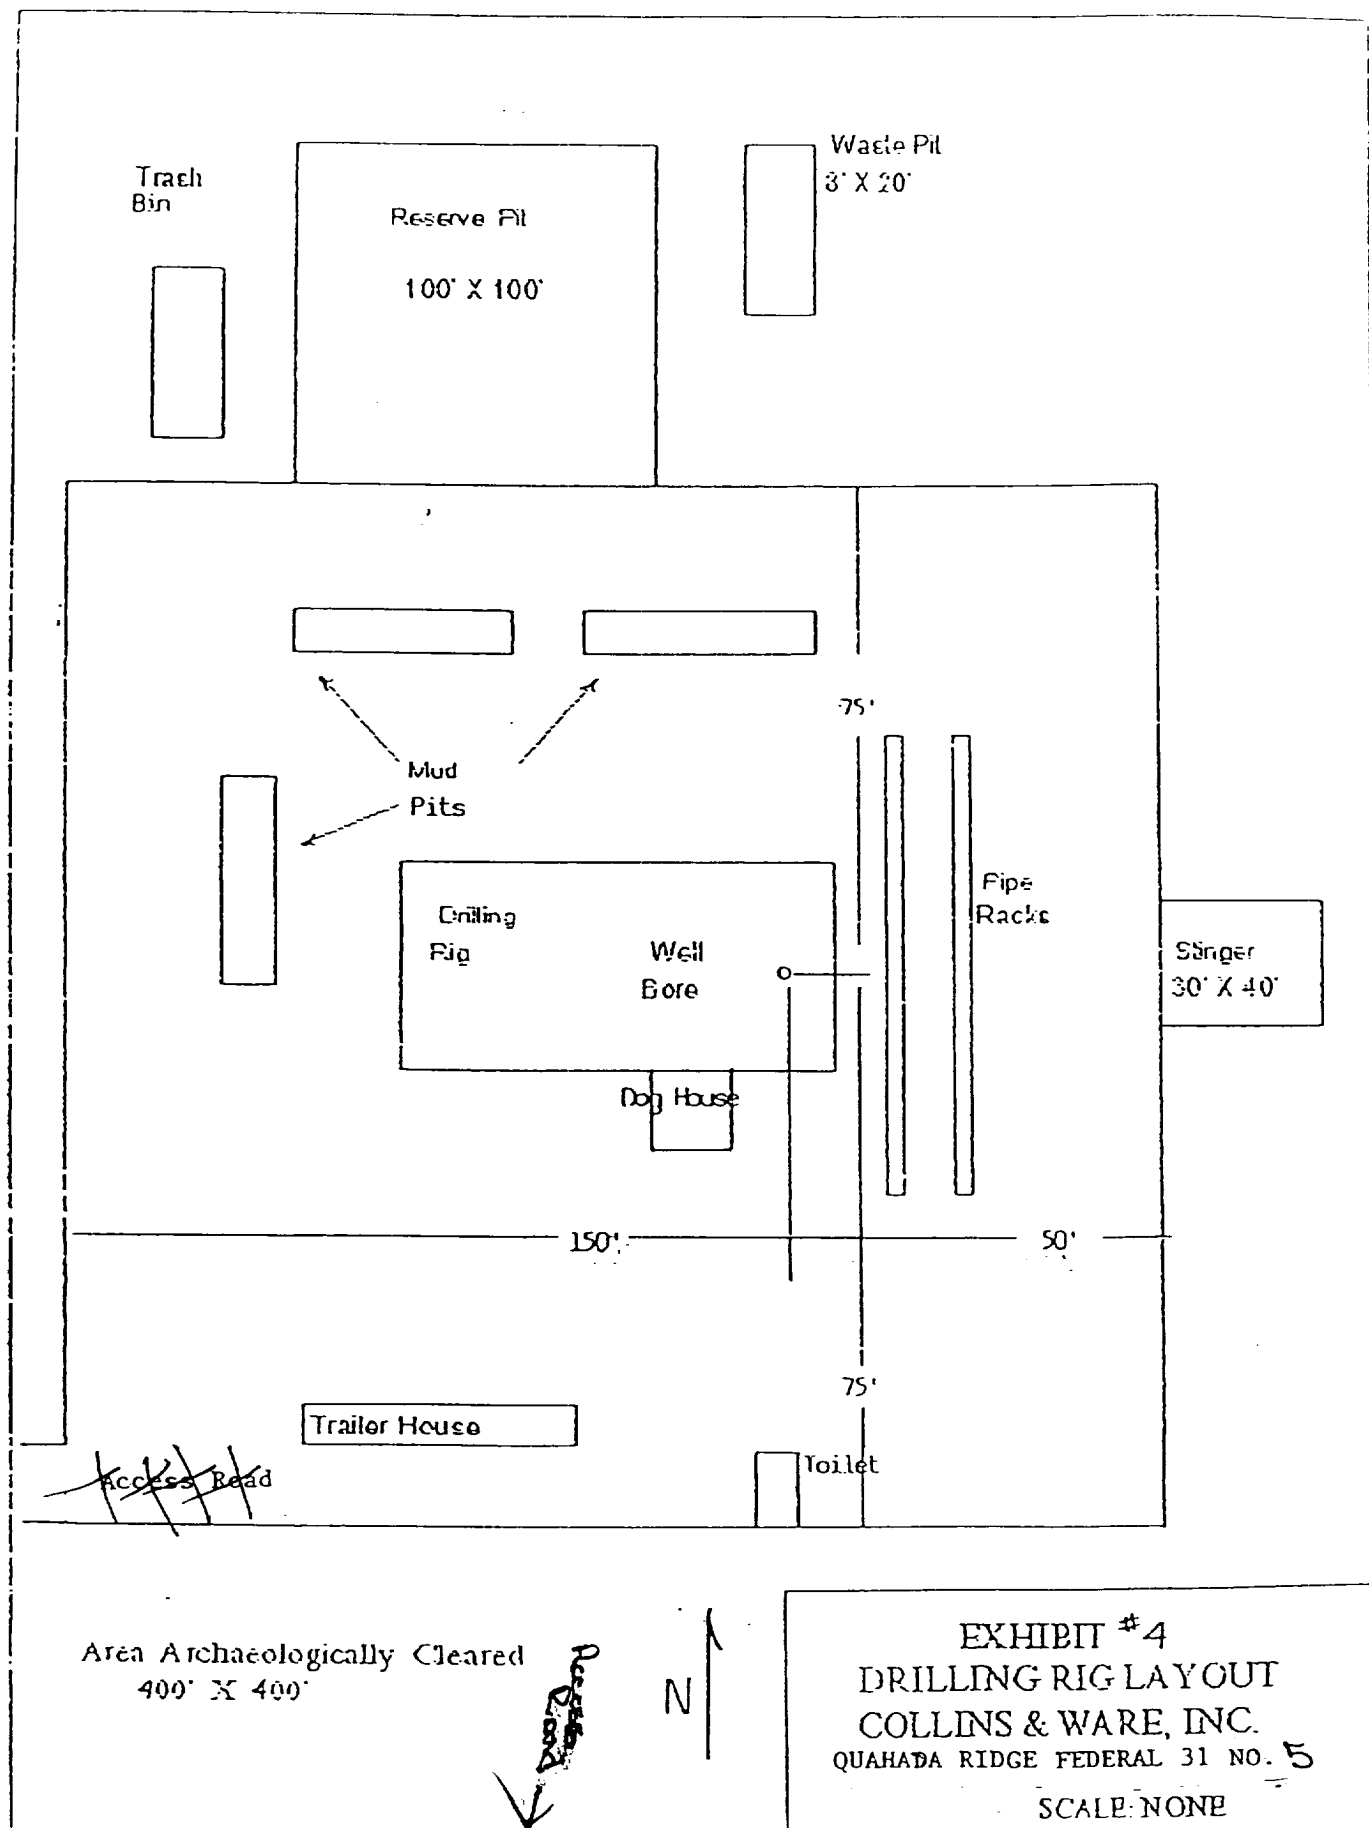 Trash
Bin
Reserve Pit
100' X 100'
Waste Pit
8' X 20'
75'
Mud
Pits
Drilling
Rig
Well
Bore
Pipe
Racks
Stinger
30' X 40'
Dog House
150'
50'
75'
Trailer House
Access Road
Toilet
Area Archaeologically Cleared
400' X 400'
Access
Road
N
EXHIBIT #4
DRILLING RIG LAYOUT
COLLINS & WARE, INC.
QUAHADA RIDGE FEDERAL 31 NO. 5
SCALE: NONE